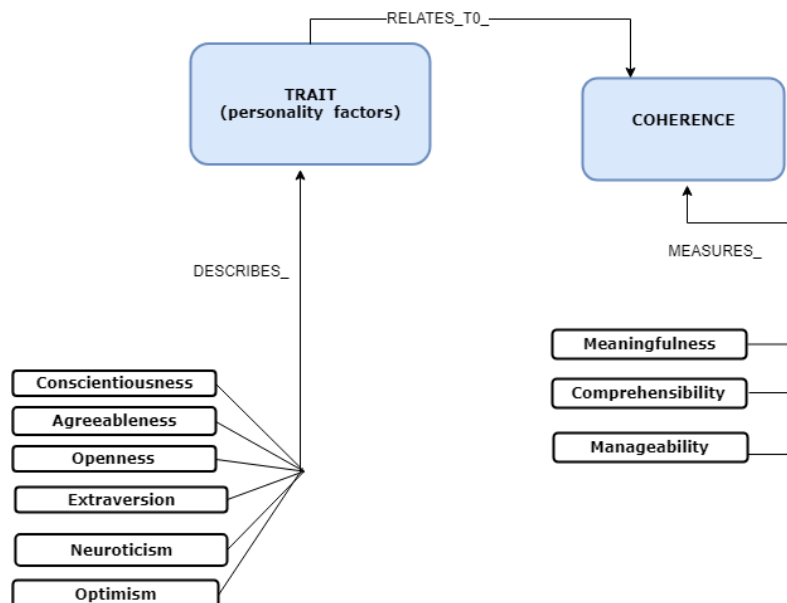 RELATES_T0_
TRAIT
(personality factors)
COHERENCE
DESCRIBES_
MEASURES_
Meaningfulness
Comprehensibility
Manageability
Conscientiousness
Agreeableness
Openness
Extraversion
Neuroticism
Optimism